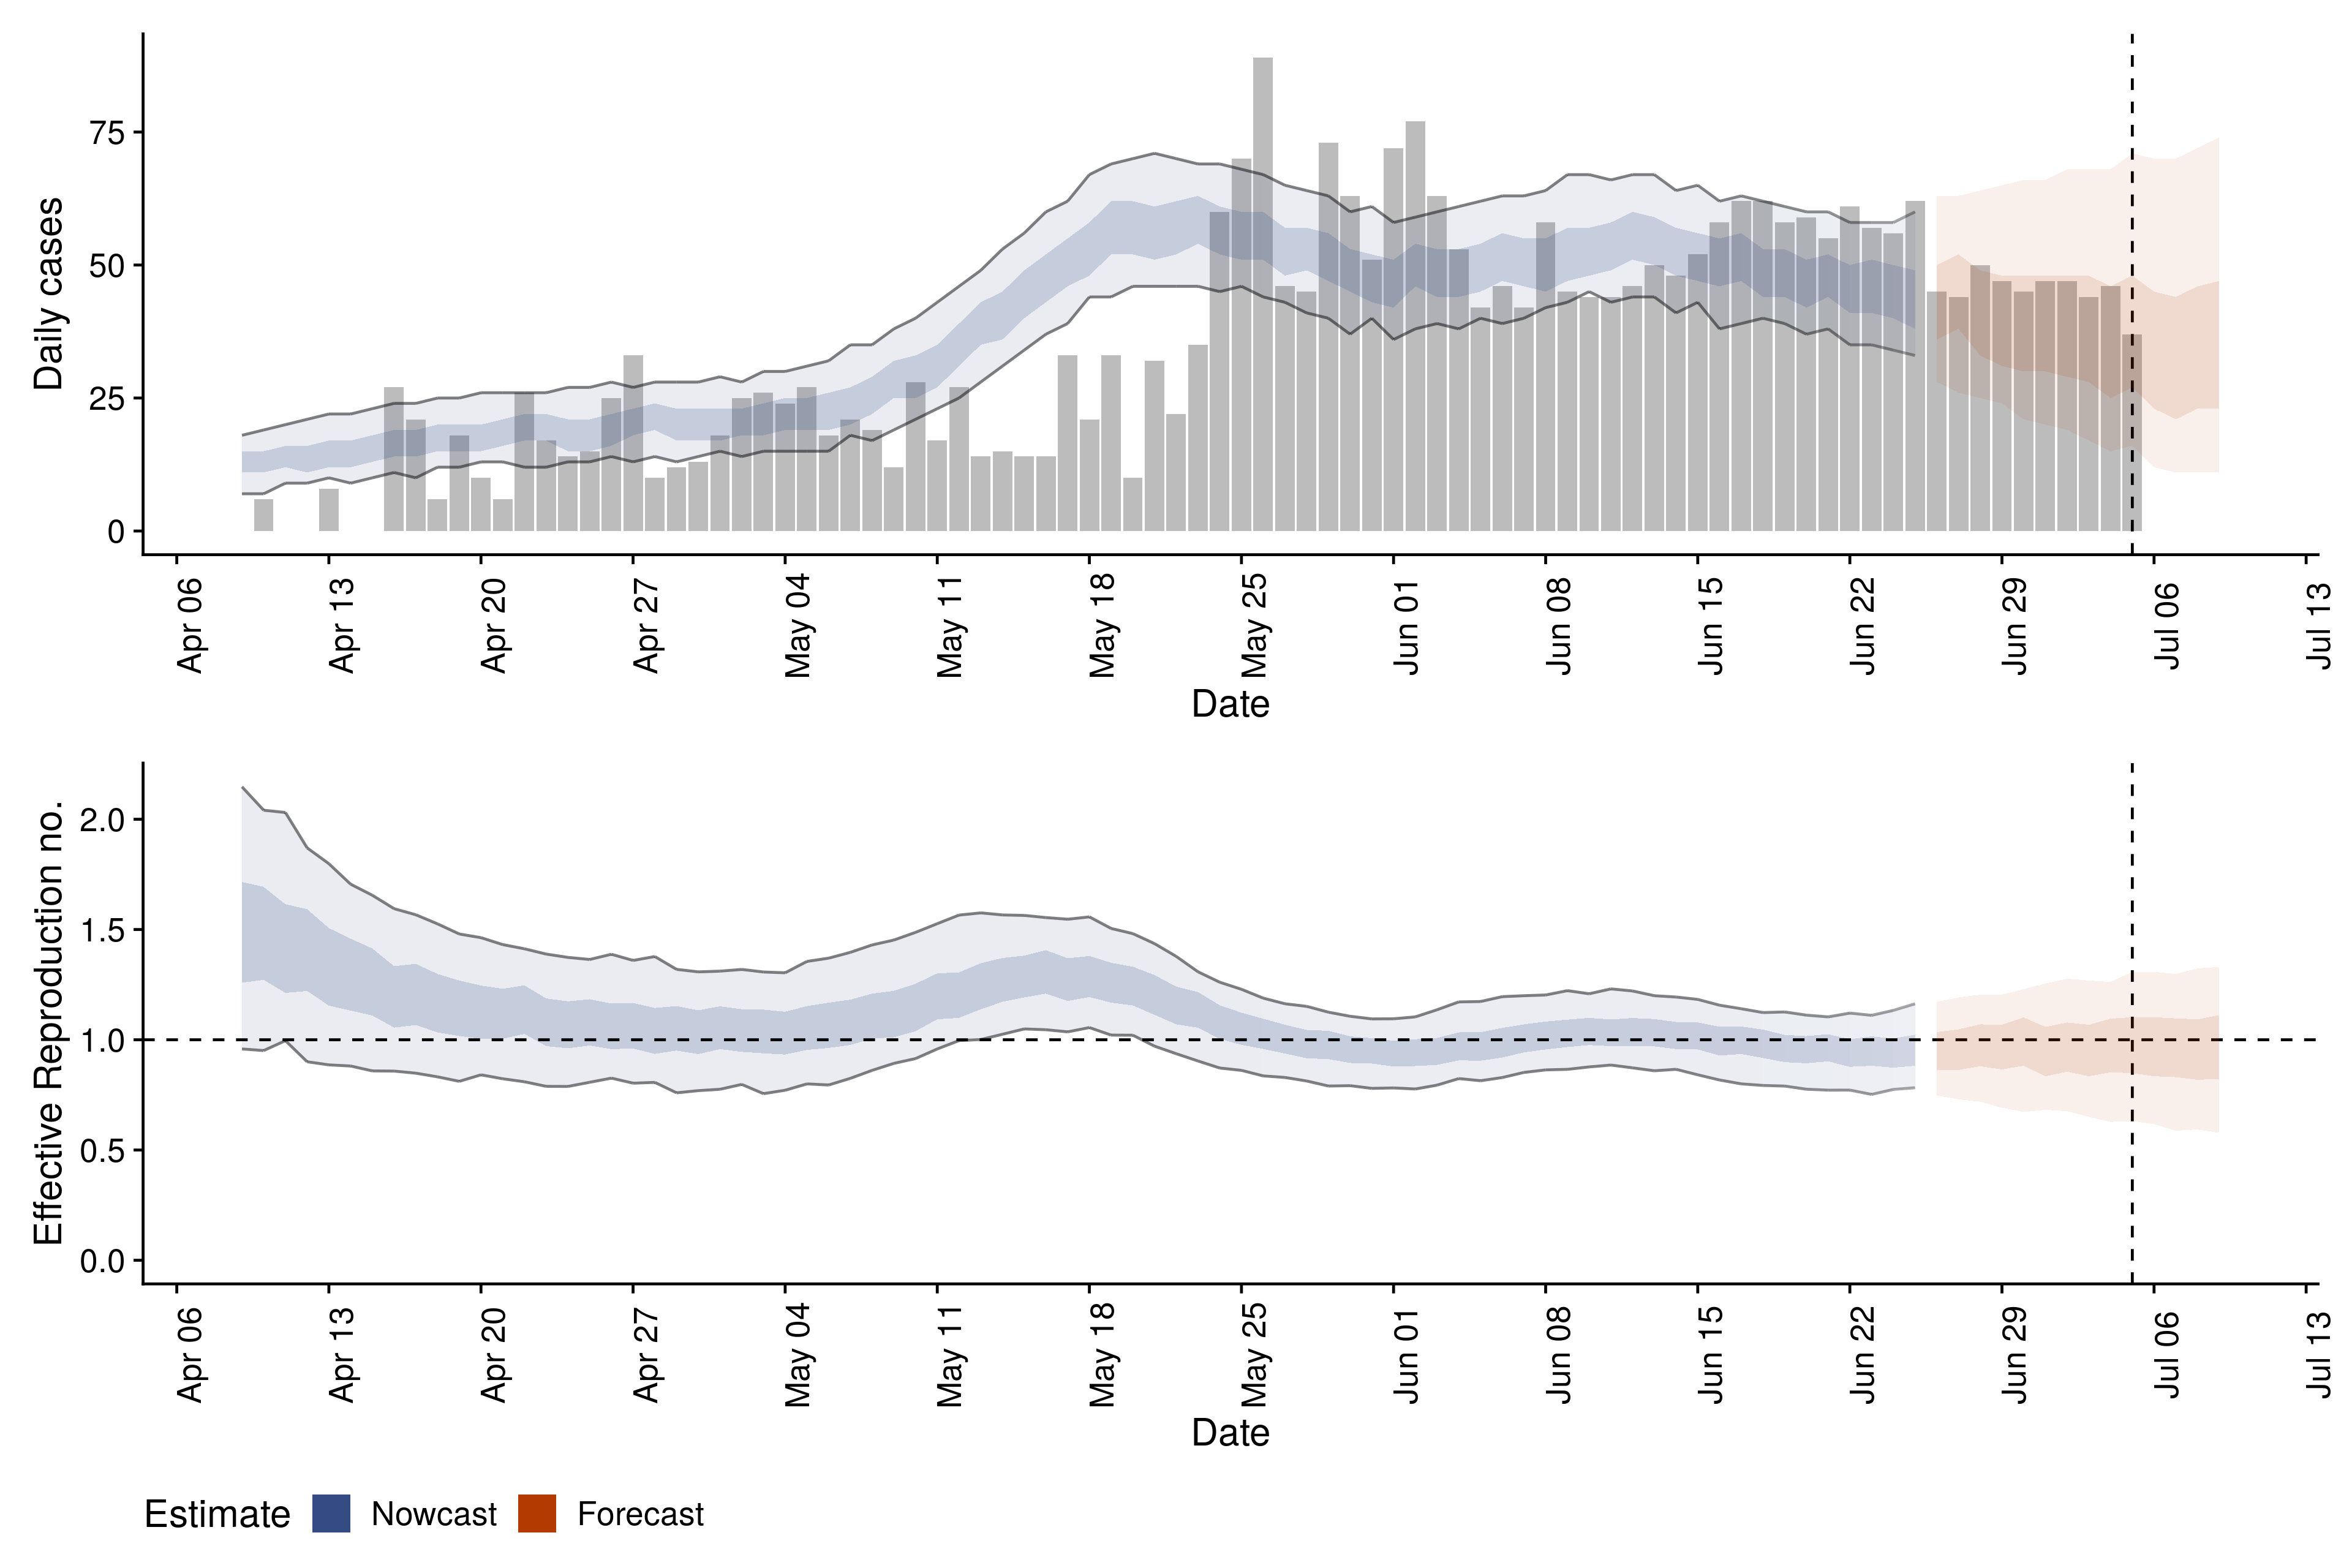 Daily cases
75
50
25
0
Apr 06
Apr 13
Apr 20
Apr 27
May 04
May 11
May 18
May 25
Jun 01
Jun 08
Jun 15
Jun 22
Jun 29
Jul 06
Jul 13
Date
Effective Reproduction no.
2.0
1.5
1.0
0.5
0.0
Apr 06
Apr 13
Apr 20
Apr 27
May 04
May 11
May 18
May 25
Jun 01
Jun 08
Jun 15
Jun 22
Jun 29
Jul 06
Jul 13
Date
Estimate Nowcast Forecast